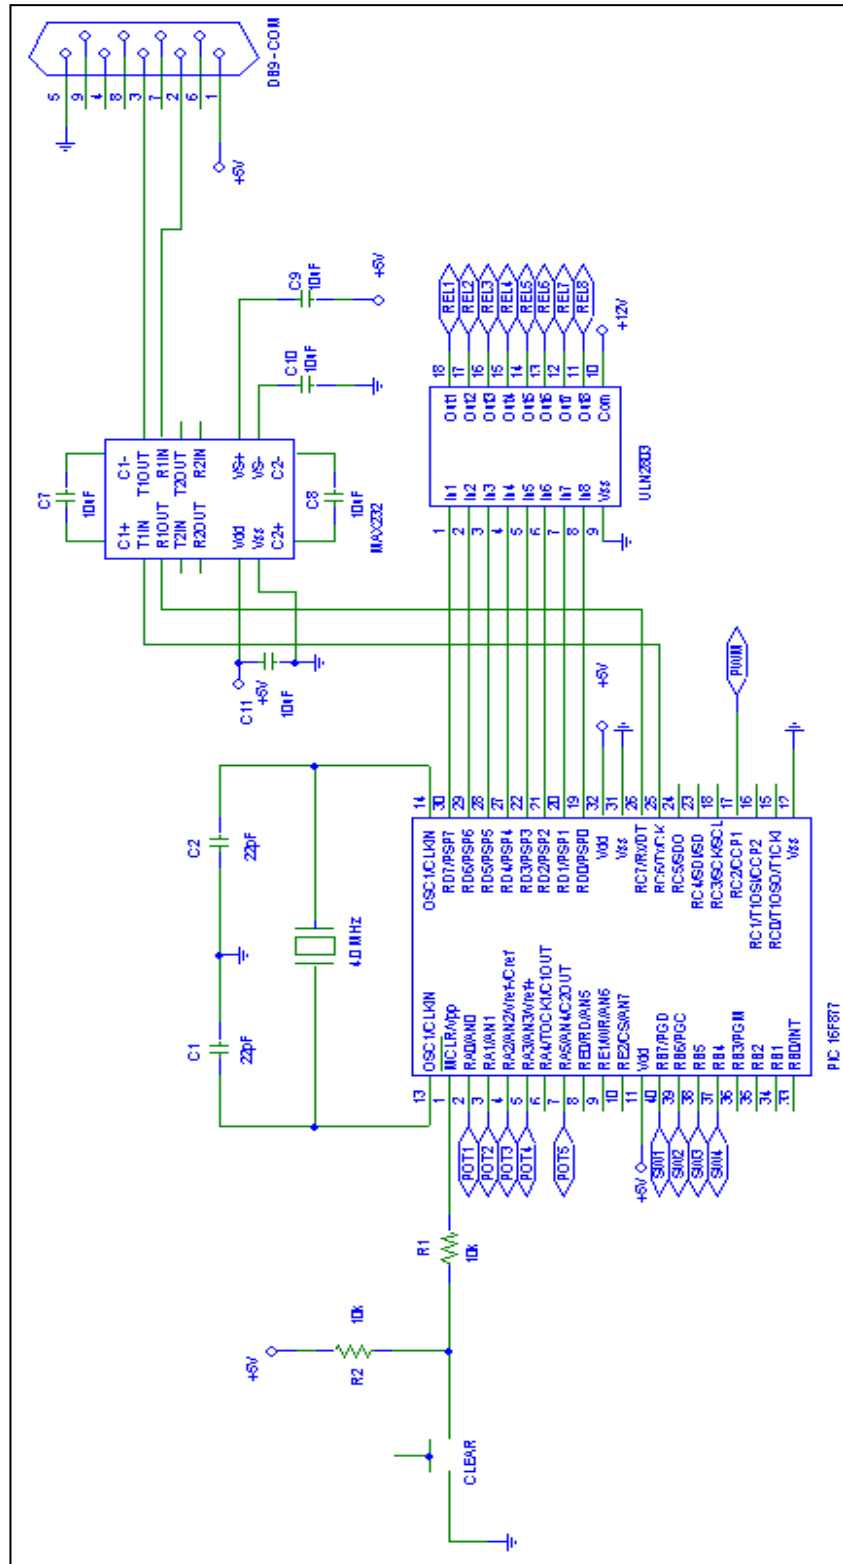 DB9-COM
5
9
4
8
3
7
2
6
1
+5V
C9
10uF
+5V
C10
10uF
C7
10uF
C1+
C1-
T1IN
T1OUT
R1OUT
R1IN
T2IN
T2OUT
R2OUT
R2IN
Vdd
VS+
Vss
VS-
C2+
C2-
C8
10uF
MAX232
C11
+5V
10uF
REL1
REL2
REL3
REL4
REL5
REL6
REL7
REL8
+12V
18
17
16
15
14
13
12
11
10
In1
Out1
In2
Out2
In3
Out3
In4
Out4
In5
Out5
In6
Out6
In7
Out7
In8
Out8
Vss
Com
1
2
3
4
5
6
7
8
9
ULN2803
C1
22pF
C2
22pF
4.0 MHz
+5V
PWM
14
30
29
28
27
22
21
20
19
32
31
26
25
24
23
18
17
16
15
12
OSC1/CLKIN
RD7/PSP7
RD6/PSP6
RD5/PSP5
RD4/PSP4
RD3/PSP3
RD2/PSP2
RD1/PSP1
RD0/PSP0
Vdd
Vss
RC7/RX/DT
RC6/TX/CK
RC5/SDO
RC4/SDI/SD
RC3/SCK/SCL
RC2/CCP1
RC1/T1OSI/CCP2
RC0/T1OSO/T1CKI
Vss
OSC1/CLKIN
MCLR/Vpp
RA0/AN0
RA1/AN1
RA2/AN2/Vref-/Cref
RA3/AN3/Vref+
RA4/TOCK1/C1OUT
RA5/AN4/C2OUT
RE0/RD/AN5
RE1/WR/AN6
RE2/CS/AN7
Vdd
RB7/PGD
RB6/PGC
RB5
RB4
RB3/PGM
RB2
RB1
RB0/INT
13
1
2
3
4
5
6
7
8
9
10
11
40
39
38
37
36
35
34
33
PIC 16F877
POT1
POT2
POT3
POT4
POT5
+5V
SW1
SW2
SW3
SW4
R1
10k
R2
10k
+5V
CLEAR